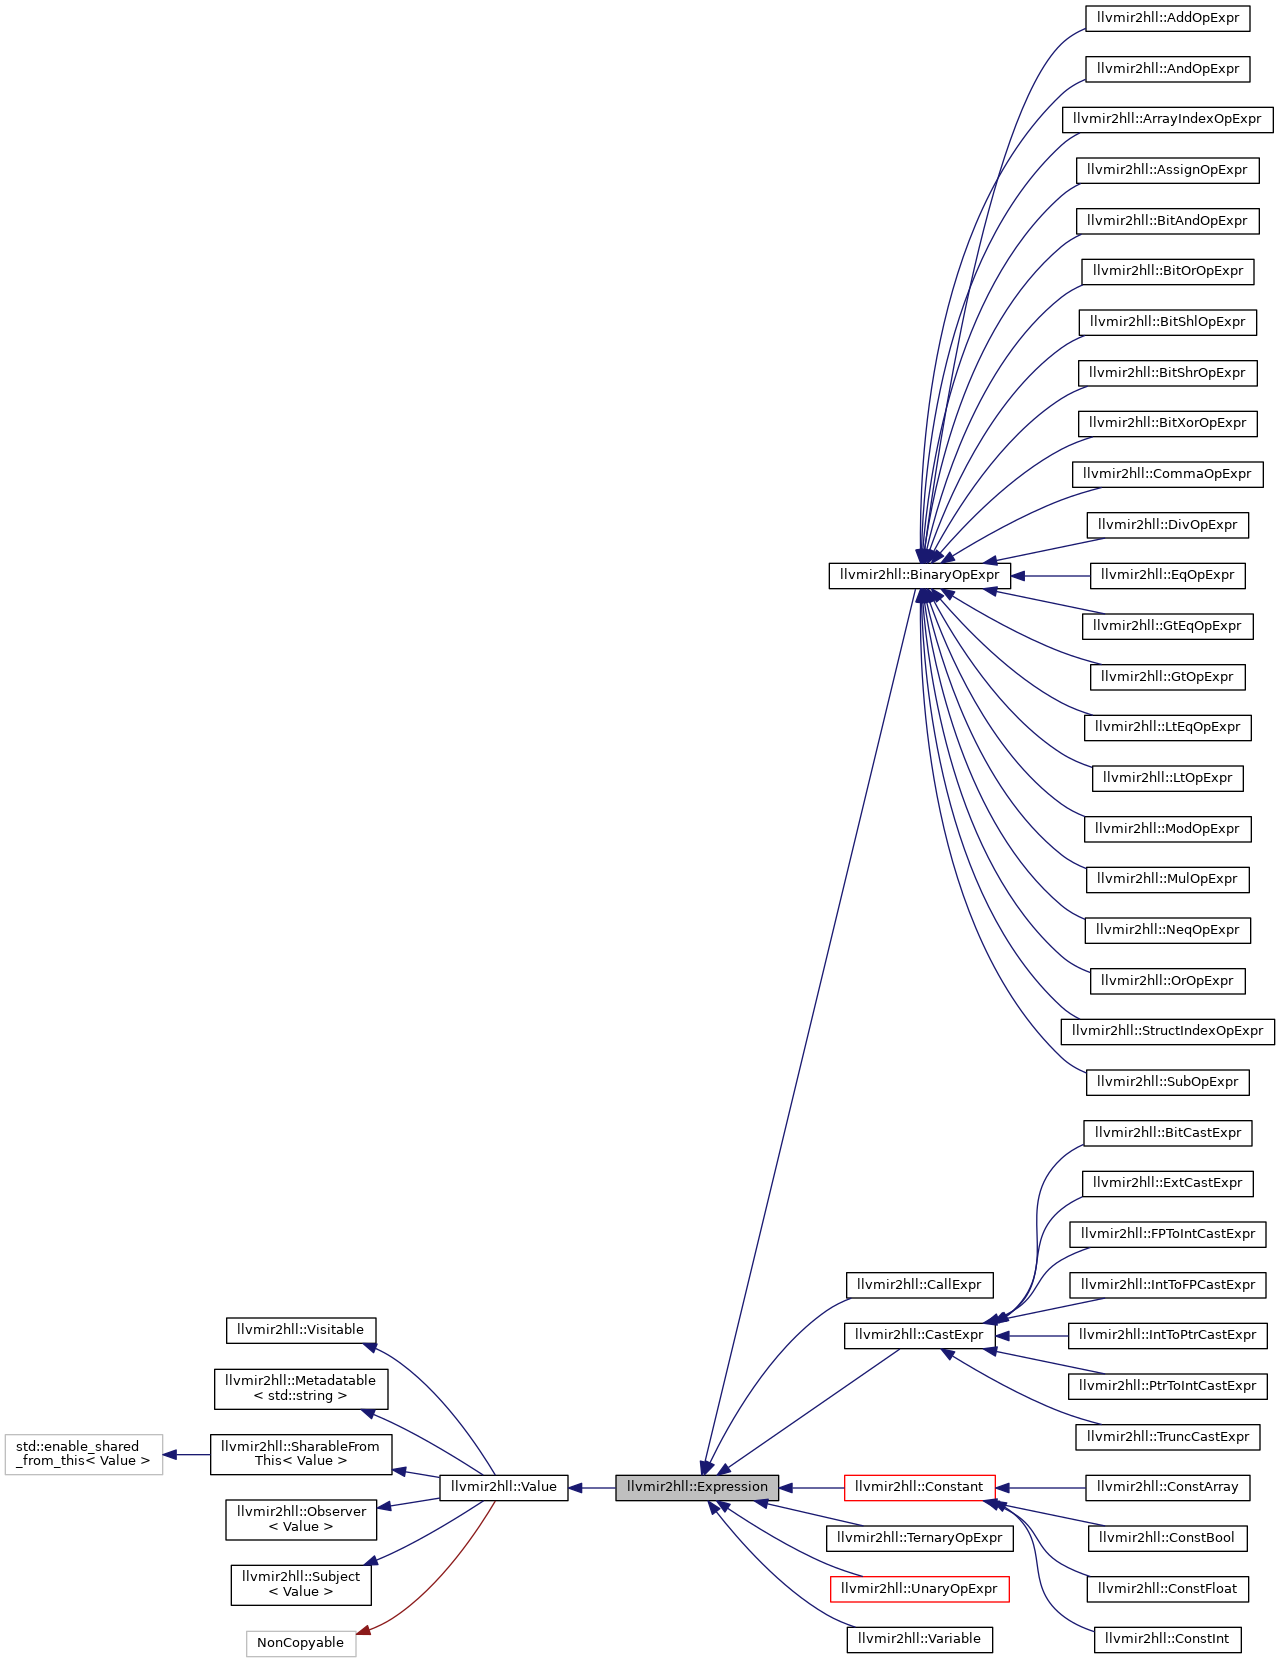 llvmir2hll::AddOpExpr
llvmir2hll::AndOpExpr
llvmir2hll::ArrayIndexOpExpr
llvmir2hll::AssignOpExpr
llvmir2hll::BitAndOpExpr
llvmir2hll::BitOrOpExpr
llvmir2hll::BitShlOpExpr
llvmir2hll::BitShrOpExpr
llvmir2hll::BitXorOpExpr
llvmir2hll::CommaOpExpr
llvmir2hll::DivOpExpr
llvmir2hll::BinaryOpExpr
llvmir2hll::EqOpExpr
llvmir2hll::GtEqOpExpr
llvmir2hll::GtOpExpr
llvmir2hll::LtEqOpExpr
llvmir2hll::LtOpExpr
llvmir2hll::ModOpExpr
llvmir2hll::MulOpExpr
llvmir2hll::NeqOpExpr
llvmir2hll::OrOpExpr
llvmir2hll::StructIndexOpExpr
llvmir2hll::SubOpExpr
llvmir2hll::BitCastExpr
llvmir2hll::ExtCastExpr
llvmir2hll::FPToIntCastExpr
llvmir2hll::CallExpr
llvmir2hll::IntToFPCastExpr
llvmir2hll::Visitable
llvmir2hll::CastExpr
llvmir2hll::IntToPtrCastExpr
llvmir2hll::Metadatable
< std::string >
llvmir2hll::PtrToIntCastExpr
llvmir2hll::TruncCastExpr
std::enable_shared
_from_this< Value >
llvmir2hll::SharableFrom
This< Value >
llvmir2hll::Value
llvmir2hll::Expression
llvmir2hll::Constant
llvmir2hll::ConstArray
llvmir2hll::Observer
< Value >
llvmir2hll::TernaryOpExpr
llvmir2hll::ConstBool
llvmir2hll::Subject
< Value >
llvmir2hll::UnaryOpExpr
llvmir2hll::ConstFloat
NonCopyable
llvmir2hll::Variable
llvmir2hll::ConstInt